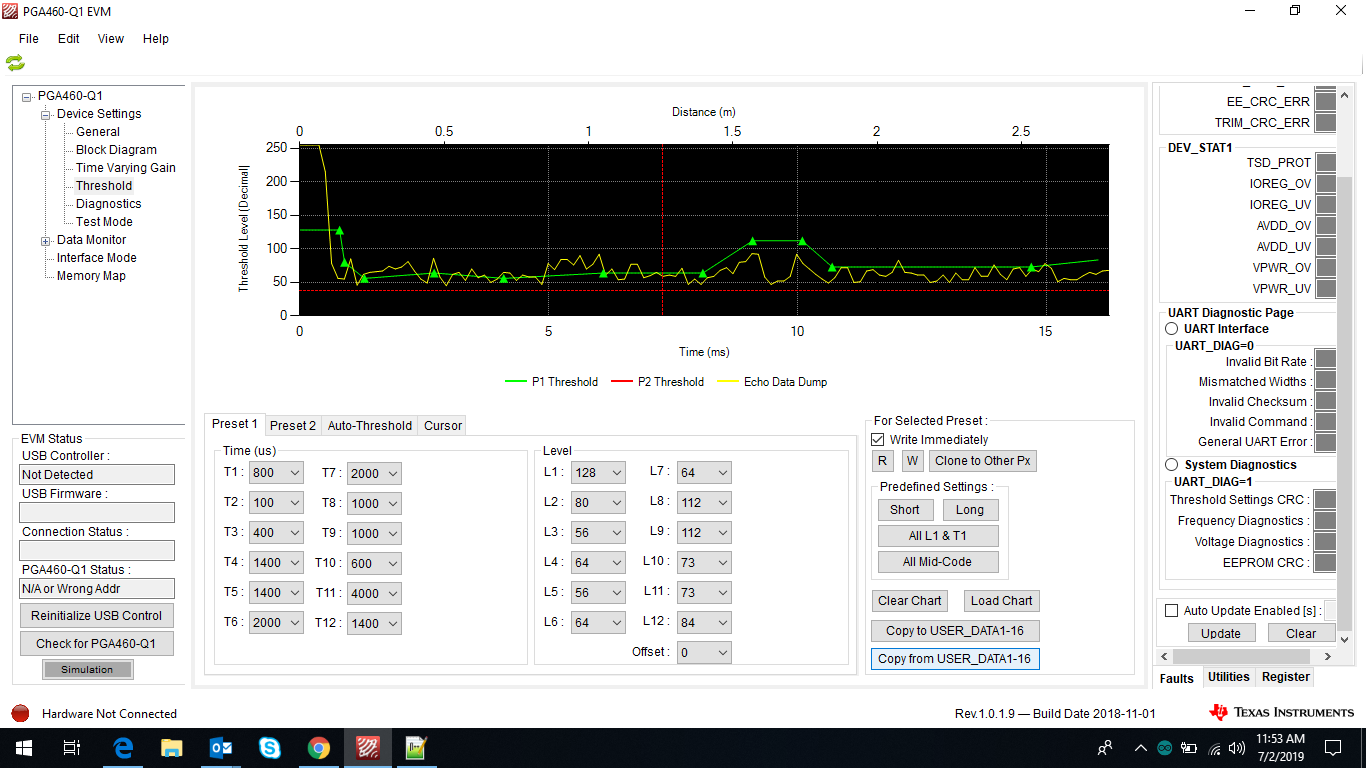 PGA460-Q1 EVM
File Edit View Help
PGA460-Q1
Device Settings
General
Block Diagram
Time Varying Gain
Threshold
Diagnostics
Test Mode
Data Monitor
Interface Mode
Memory Map
EVM Status
USB Controller :
Not Detected
USB Firmware :
Connection Status :
PGA460-Q1 Status :
N/A or Wrong Addr
Reinitialize USB Control
Check for PGA460-Q1
Simulation
Distance (m)
0 0.5 1 1.5 2 2.5
Threshold Level (Decimal)
250
200
150
100
50
0
0 5 10 15
Time (ms)
P1 Threshold P2 Threshold Echo Data Dump
Preset 1 Preset 2 Auto-Threshold Cursor
Time (us)
T1 : 800 T7 : 2000
T2 : 100 T8 : 1000
T3 : 400 T9 : 1000
T4 : 1400 T10 : 600
T5 : 1400 T11 : 4000
T6 : 2000 T12 : 1400
Level
L1 : 128 L7 : 64
L2 : 80 L8 : 112
L3 : 56 L9 : 112
L4 : 64 L10 : 73
L5 : 56 L11 : 73
L6 : 64 L12 : 84
Offset : 0
For Selected Preset :
Write Immediately
R W Clone to Other Px
Predefined Settings :
Short Long
All L1 & T1
All Mid-Code
Clear Chart Load Chart
Copy to USER_DATA1-16
Copy from USER_DATA1-16
EE_CRC_ERR
TRIM_CRC_ERR
DEV_STAT1
TSD_PROT
IOREG_OV
IOREG_UV
AVDD_OV
AVDD_UV
VPWR_OV
VPWR_UV
UART Diagnostic Page
UART Interface
UART_DIAG=0
Invalid Bit Rate :
Mismatched Widths :
Invalid Checksum :
Invalid Command :
General UART Error :
System Diagnostics
UART_DIAG=1
Threshold Settings CRC :
Frequency Diagnostics :
Voltage Diagnostics :
EEPROM CRC :
Auto Update Enabled [s] :
Update Clear
Faults Utilities Register
Hardware Not Connected
Rev.1.0.1.9 — Build Date 2018-11-01
TEXAS INSTRUMENTS
11:53 AM
7/2/2019